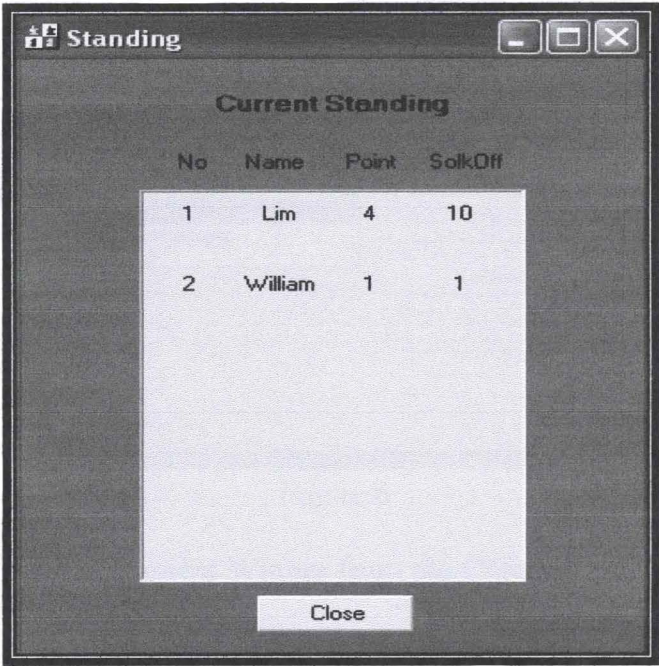 Standing
Current Standing
No Name Point SolkOff
1 Lim 4 10
2 William 1 1
Close